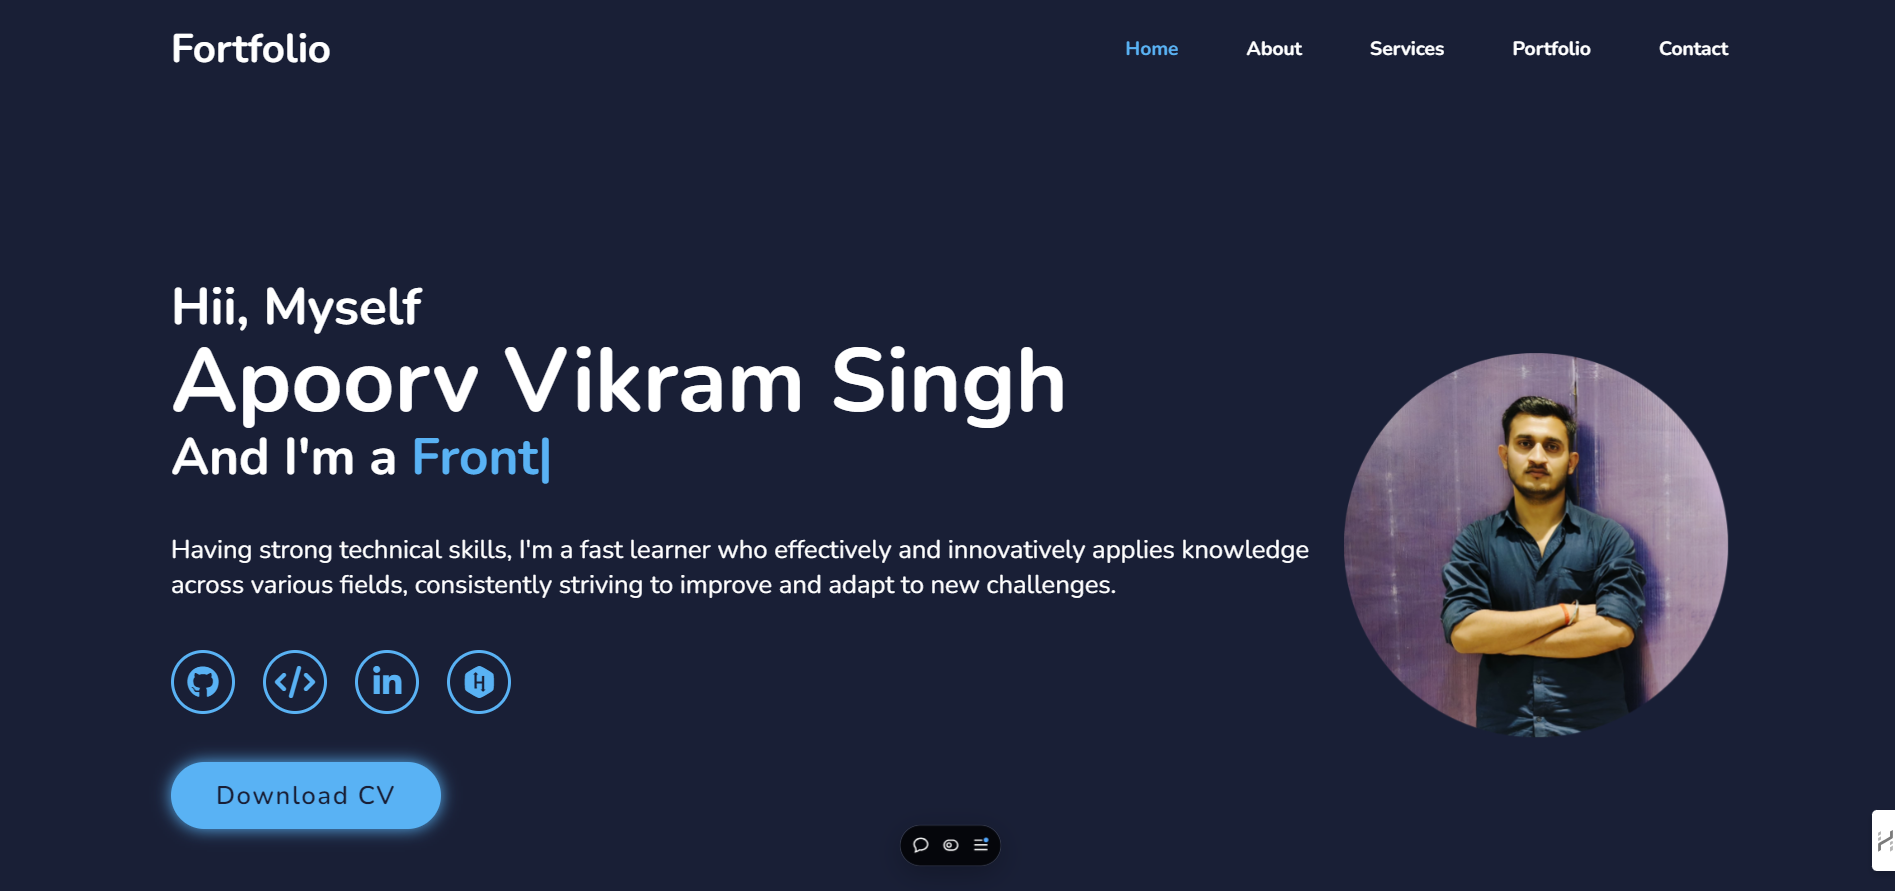 Fortfolio
Home About Services Portfolio Contact
Hii, Myself
Apoorv Vikram Singh
And I'm a Front|
Having strong technical skills, I'm a fast learner who effectively and innovatively applies knowledge
across various fields, consistently striving to improve and adapt to new challenges.
Download CV